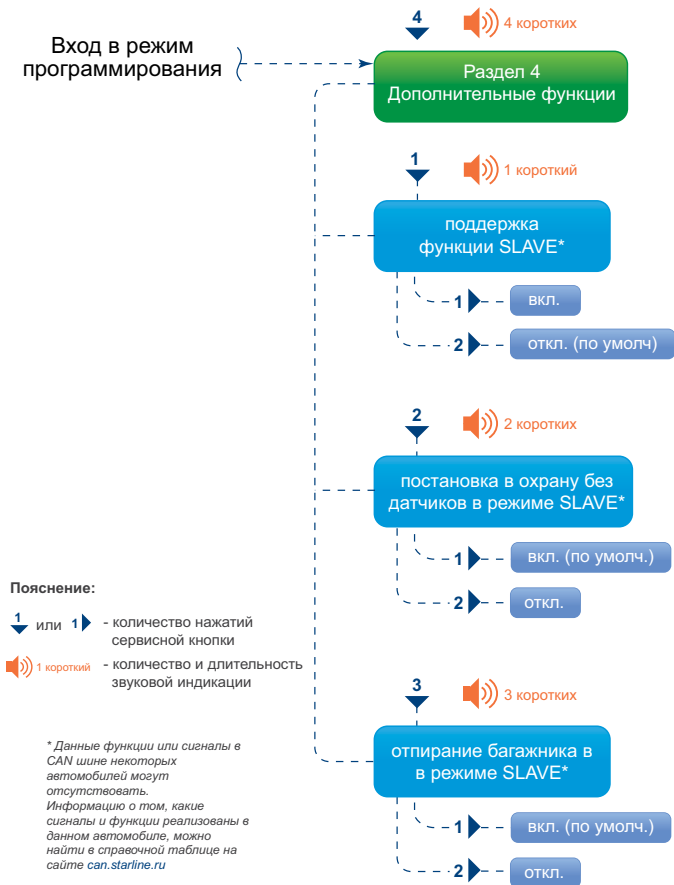 4
4 коротких
Вход в режим
программирования
Раздел 4
Дополнительные функции
1
1 короткий
поддержка
функции SLAVE*
1
вкл.
2
откл. (по умолч)
2
2 коротких
постановка в охрану без
датчиков в режиме SLAVE*
1
вкл. (по умолч.)
2
откл.
Пояснение:
1 или 1 - количество нажатий
сервисной кнопки
1 короткий - количество и длительность
звуковой индикации
3
3 коротких
отпирание багажника в
в режиме SLAVE*
1
вкл. (по умолч.)
2
откл.
* Данные функции или сигналы в
CAN шине некоторых
автомобилей могут
отсутствовать.
Информацию о том, какие
сигналы и функции реализованы в
данном автомобиле, можно
найти в справочной таблице на
сайте can.starline.ru